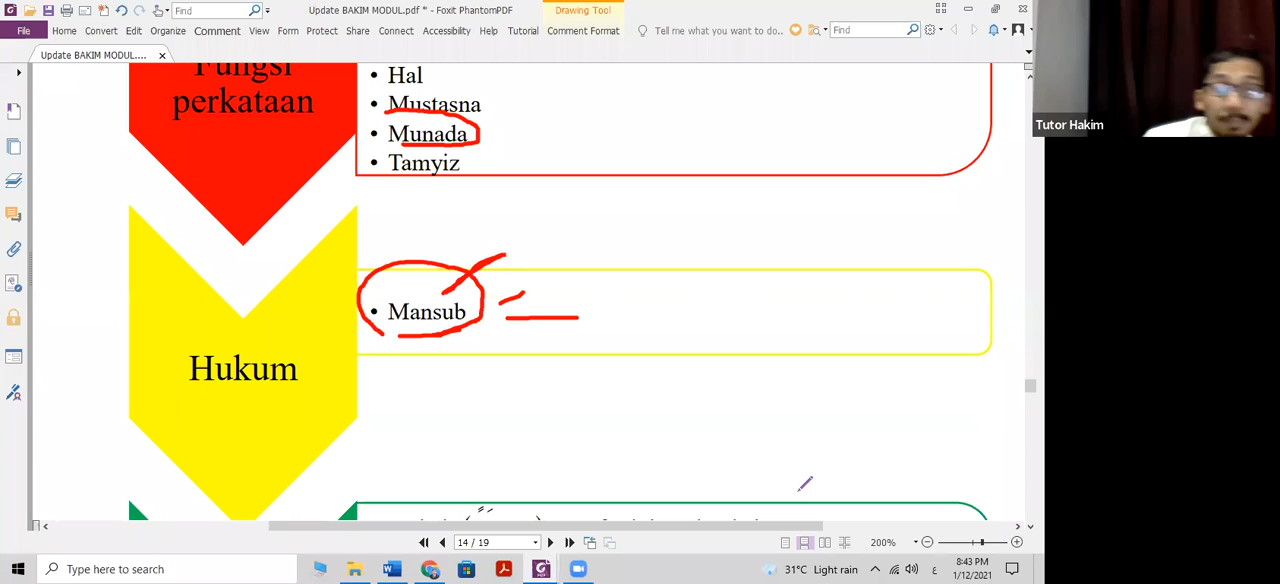 Find
Update BAKIM MODUL.pdf * - Foxit PhantomPDF
Drawing Tool
File Home Convert Edit Organize Comment View Form Protect Share Connect Accessibility Help Tutorial Comment Format Tell me what you want to do.. Find
Update BAKIM MODUL....
Fungsi
perkataan
• Hal
• Mustasna
• Munada
• Tamyiz
Tutor Hakim
• Mansub
Hukum
14 / 19
200%
Type here to search
31°C Light rain
ع
8:43 PM
1/12/2021